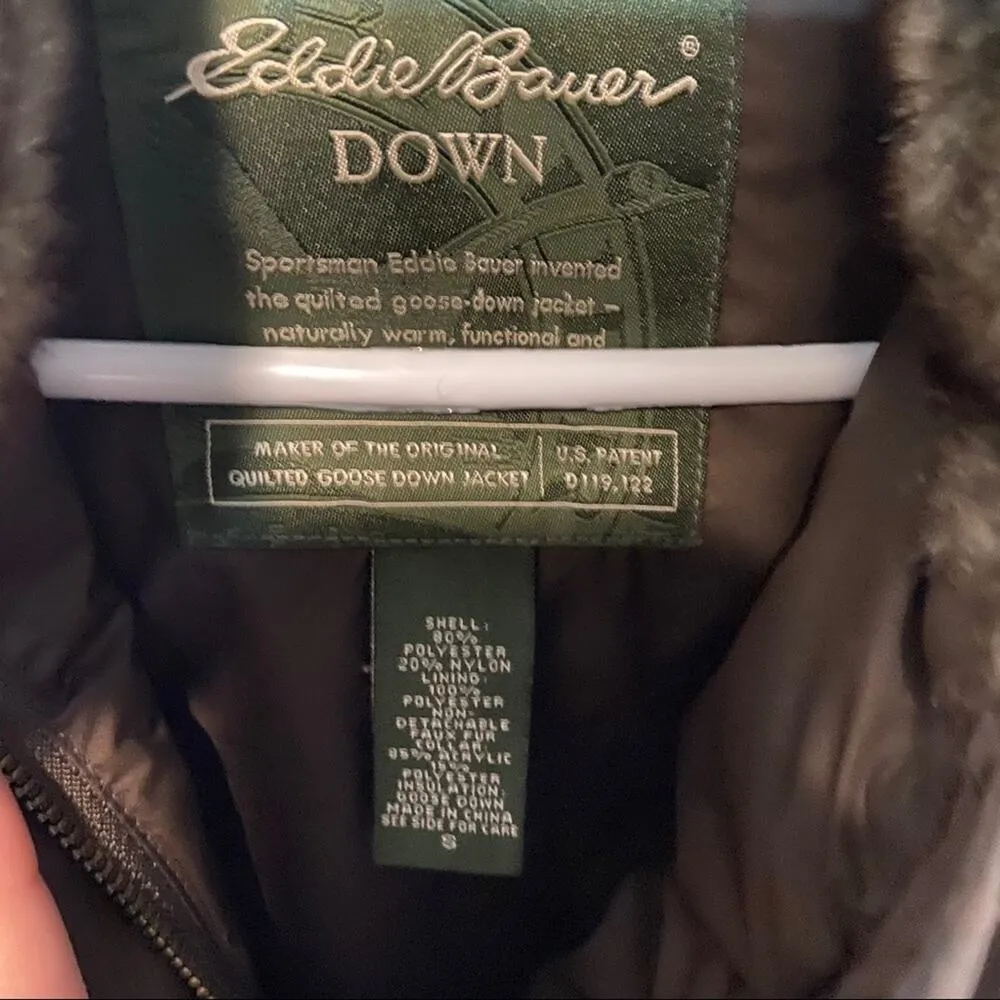 Eddie Bauer®
DOWN
Sportsman Eddie Bauer invented
the quilted goose-down jacket –
naturally warm, functional and
MAKER OF THE ORIGINAL
QUILTED GOOSE DOWN JACKET
U.S. PATENT
D119,122
SHELL:
80%
POLYESTER
20% NYLON
LINING:
100%
POLYESTER
NON-
DETACHABLE
FAUX FUR
COLLAR:
85% ACRYLIC
15%
POLYESTER
INSULATION:
GOOSE DOWN
MADE IN CHINA
SEE SIDE FOR CARE
S